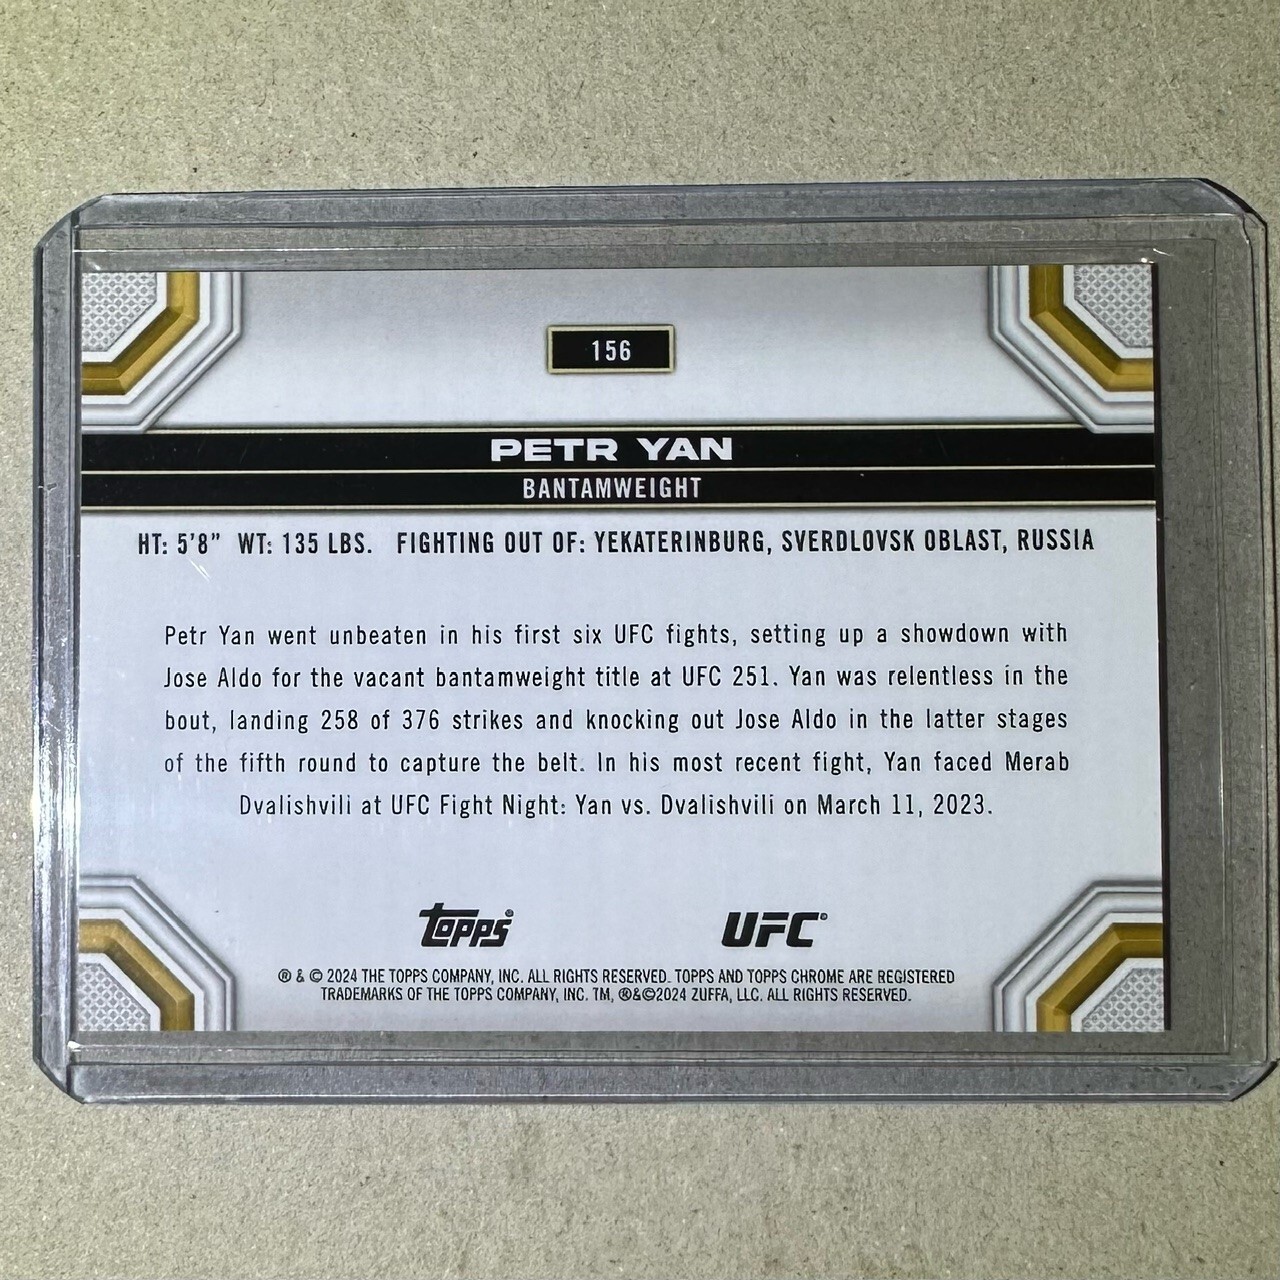 156
PETR YAN
BANTAMWEIGHT
HT: 5'8" WT: 135 LBS. FIGHTING OUT OF: YEKATERINBURG, SVERDLOVSK OBLAST, RUSSIA
Petr Yan went unbeaten in his first six UFC fights, setting up a showdown with
Jose Aldo for the vacant bantamweight title at UFC 251. Yan was relentless in the
bout, landing 258 of 376 strikes and knocking out Jose Aldo in the latter stages
of the fifth round to capture the belt. In his most recent fight, Yan faced Merab
Dvalishvili at UFC Fight Night: Yan vs. Dvalishvili on March 11, 2023.
topps® UFC®
® & © 2024 THE TOPPS COMPANY, INC. ALL RIGHTS RESERVED. TOPPS AND TOPPS CHROME ARE REGISTERED
TRADEMARKS OF THE TOPPS COMPANY, INC. TM, ®&©2024 ZUFFA, LLC. ALL RIGHTS RESERVED.